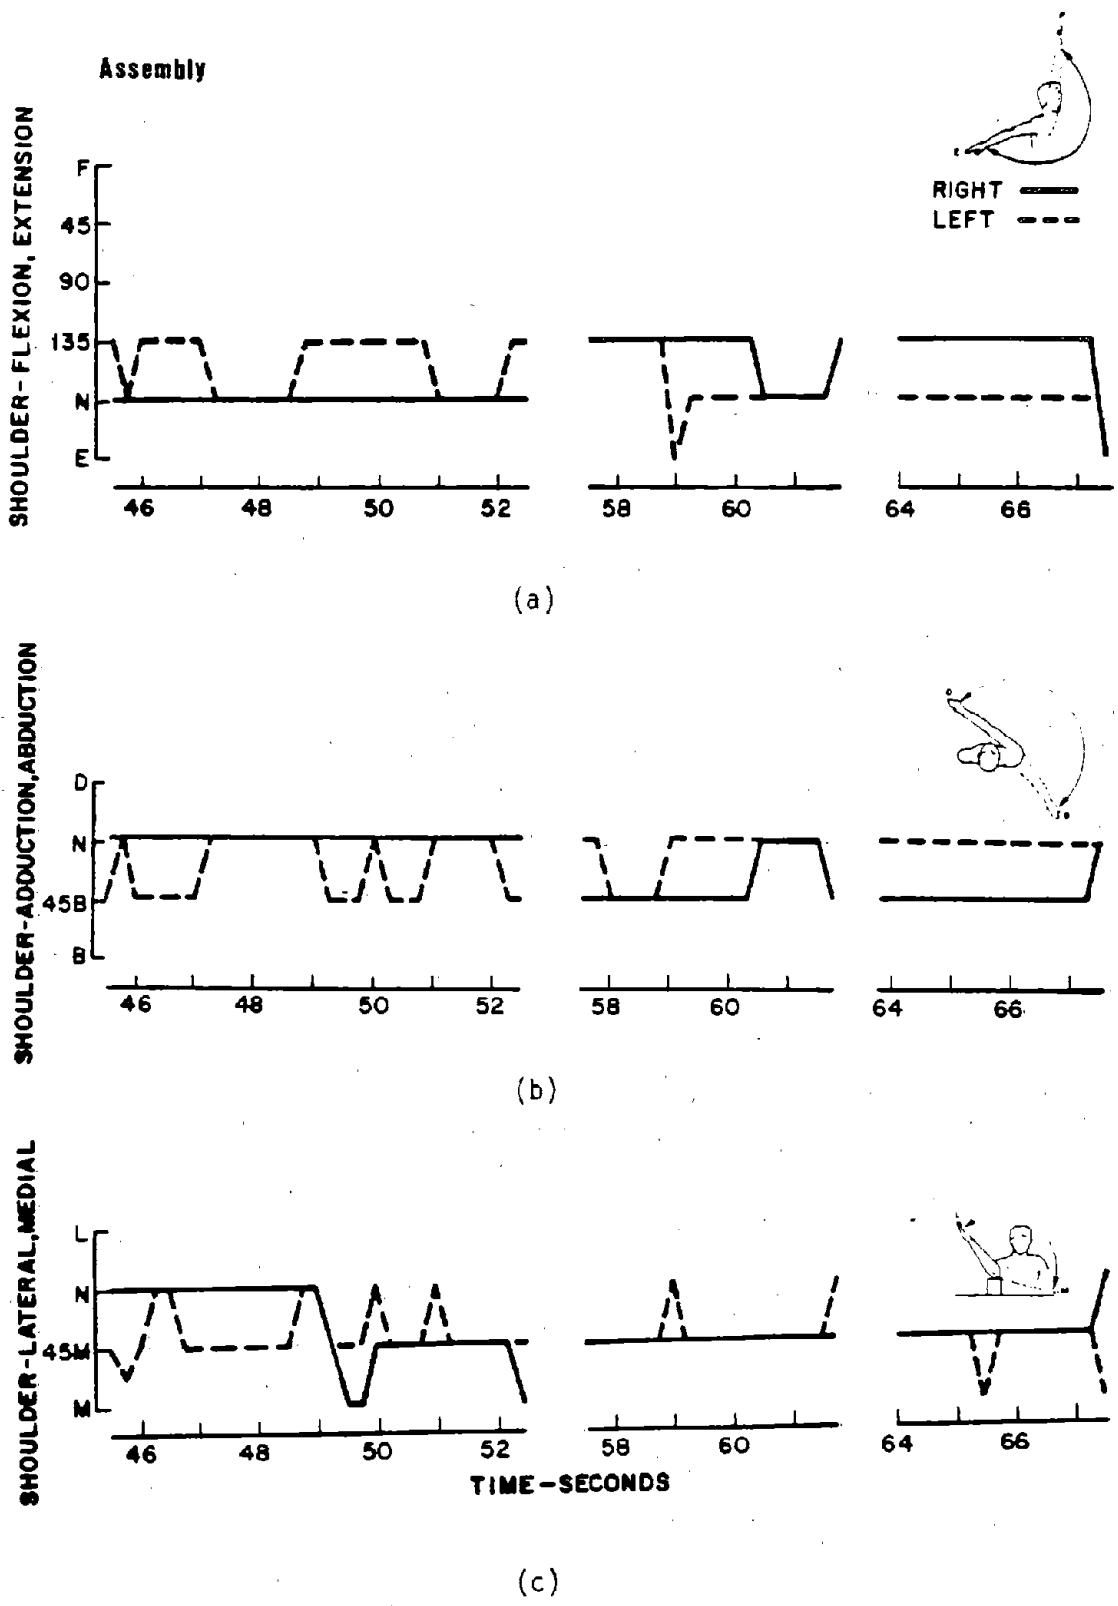 Assembly
SHOULDER-FLEXION, EXTENSION
F
45
90
135
N
E
RIGHT
LEFT
46 48 50 52 58 60 64 66
(a)
SHOULDER-ADDUCTION,ABDUCTION
D
N
45B
B
46 48 50 52 58 60 64 66
(b)
SHOULDER-LATERAL,MEDIAL
L
N
45M
M
46 48 50 52 58 60 64 66
TIME-SECONDS
(c)